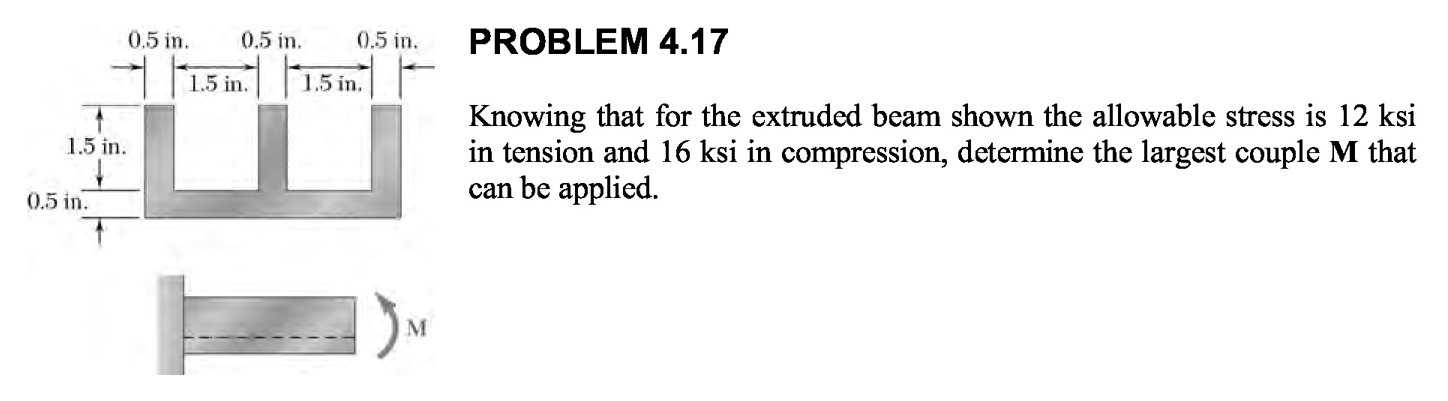 0.5 in. 0.5 in. 0.5 in.
1.5 in. 1.5 in.
1.5 in.
0.5 in.
M
PROBLEM 4.17
Knowing that for the extruded beam shown the allowable stress is 12 ksi
in tension and 16 ksi in compression, determine the largest couple M that
can be applied.